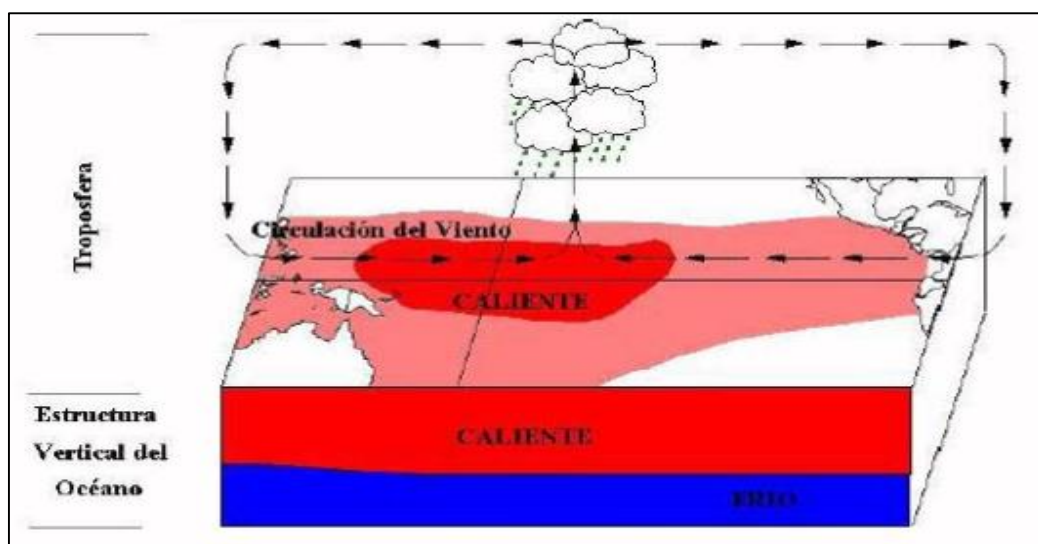 Troposfera
Circulación del Viento
CALIENTE
Estructura
Vertical del
Océano
CALIENTE
FRIO